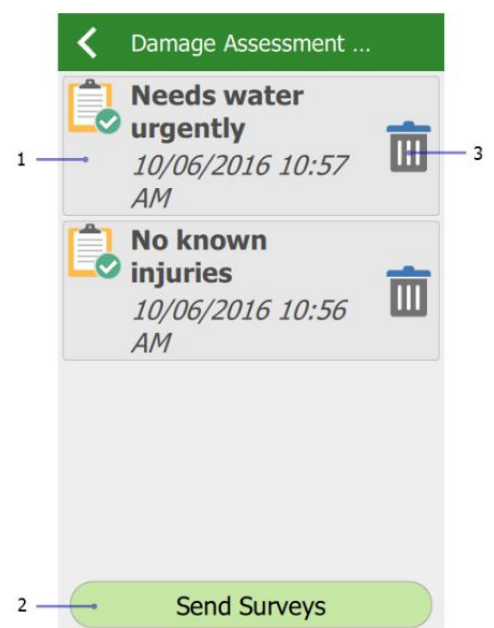 Damage Assessment ...
Needs water
urgently
10/06/2016 10:57
AM
1
3
No known
injuries
10/06/2016 10:56
AM
2
Send Surveys